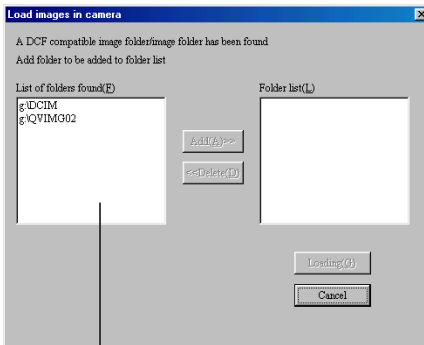 Load images in camera
A DCF compatible image folder/image folder has been found
Add folder to be added to folder list
List of folders found(F)
Folder list(L)
g:\DCIM
g:\QVIMG02
Add(A)>>
<<Delete(D)
Loading(G)
Cancel